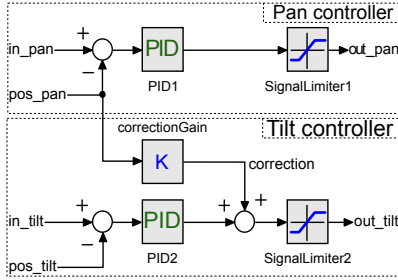 Pan controller
in_pan
+
−
PID
PID1
SignalLimiter1
out_pan
pos_pan
Tilt controller
correctionGain
K
correction
in_tilt
+
−
PID
PID2
+
+
SignalLimiter2
out_tilt
pos_tilt